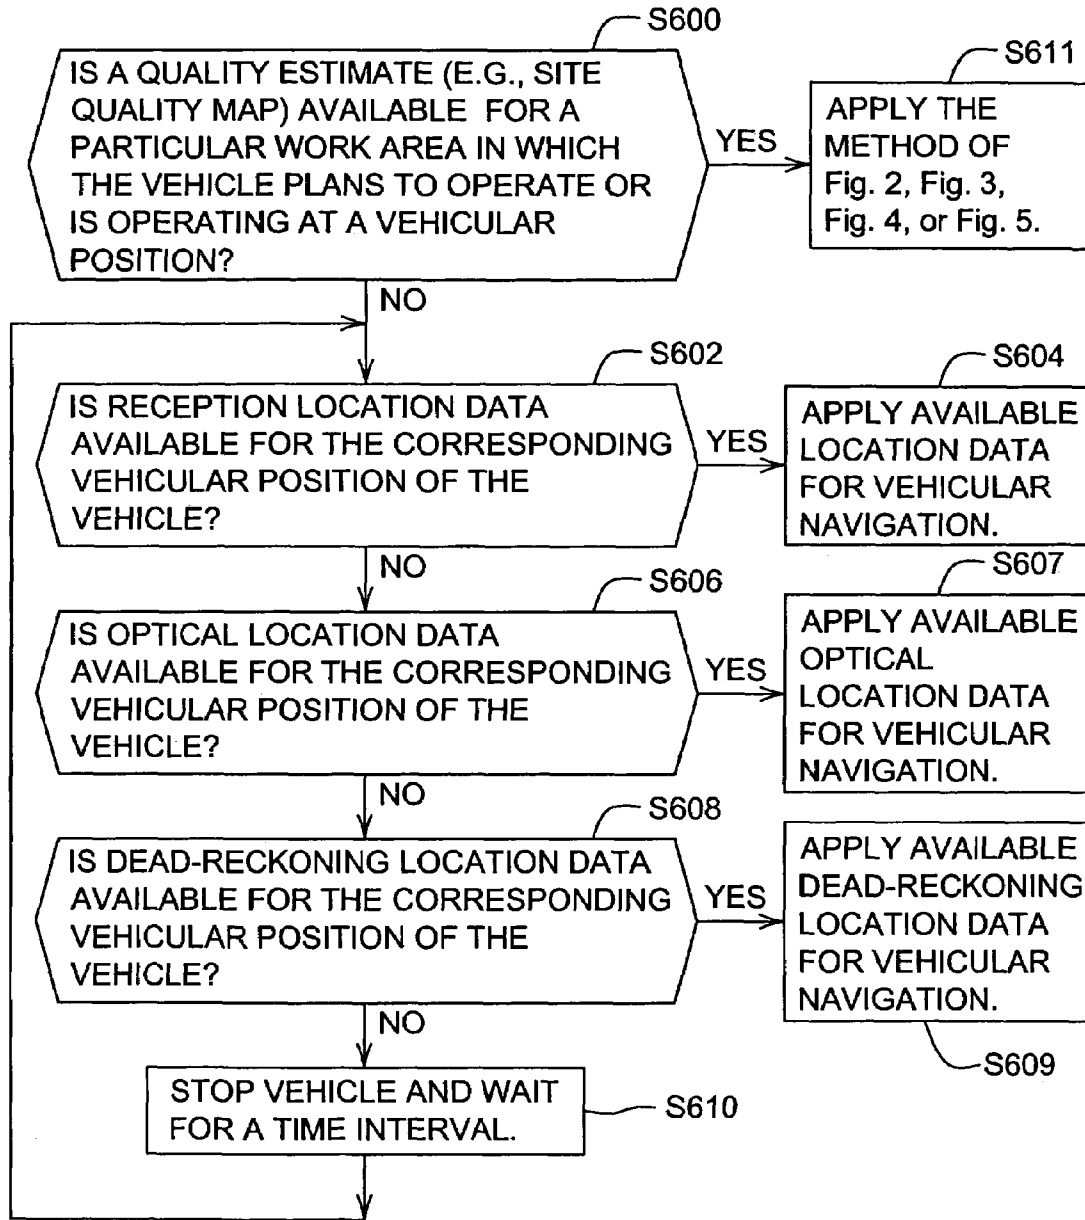 S600
IS A QUALITY ESTIMATE (E.G., SITE
QUALITY MAP) AVAILABLE FOR A
PARTICULAR WORK AREA IN WHICH
THE VEHICLE PLANS TO OPERATE OR
IS OPERATING AT A VEHICULAR
POSITION?
YES
S611
APPLY THE
METHOD OF
Fig. 2, Fig. 3,
Fig. 4, or Fig. 5.
NO
S602
IS RECEPTION LOCATION DATA
AVAILABLE FOR THE CORRESPONDING
VEHICULAR POSITION OF THE
VEHICLE?
YES
S604
APPLY AVAILABLE
LOCATION DATA
FOR VEHICULAR
NAVIGATION.
NO
S606
IS OPTICAL LOCATION DATA
AVAILABLE FOR THE CORRESPONDING
VEHICULAR POSITION OF THE
VEHICLE?
YES
S607
APPLY AVAILABLE
OPTICAL
LOCATION DATA
FOR VEHICULAR
NAVIGATION.
NO
S608
IS DEAD-RECKONING LOCATION DATA
AVAILABLE FOR THE CORRESPONDING
VEHICULAR POSITION OF THE
VEHICLE?
YES
APPLY AVAILABLE
DEAD-RECKONING
LOCATION DATA
FOR VEHICULAR
NAVIGATION.
S609
NO
STOP VEHICLE AND WAIT
FOR A TIME INTERVAL.
S610